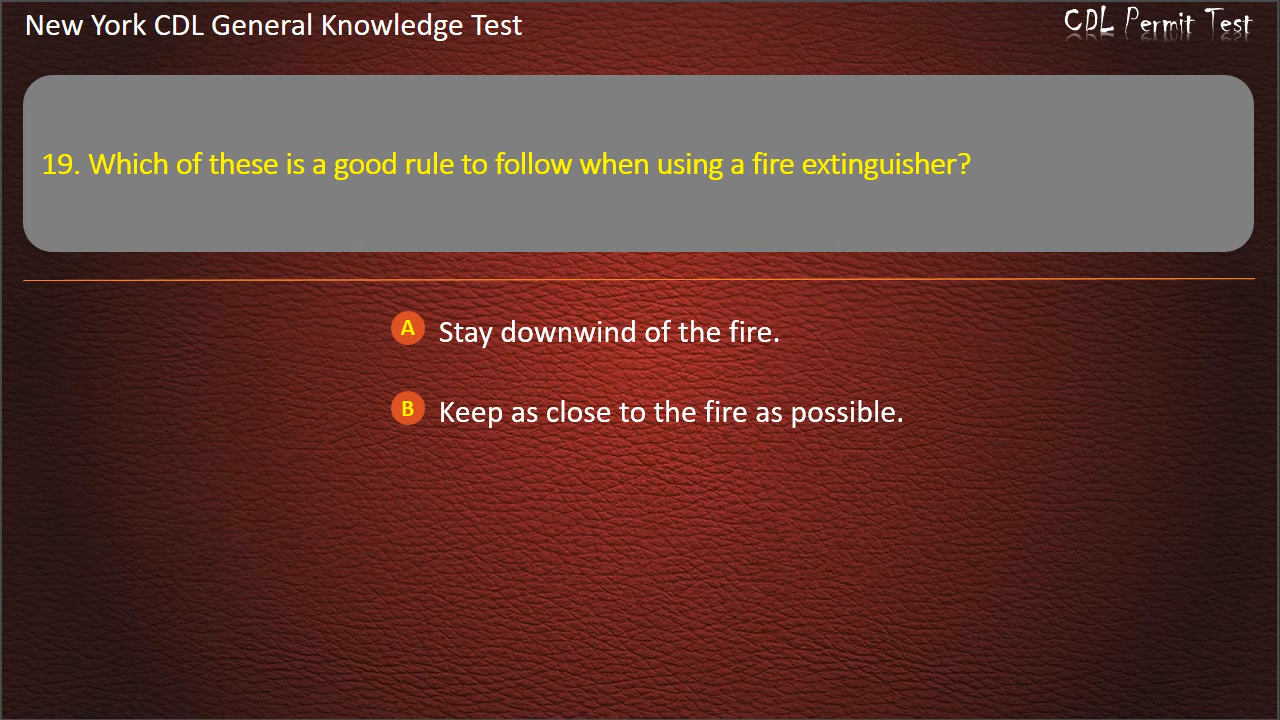 New York CDL General Knowledge Test
CDL Permit Test
19. Which of these is a good rule to follow when using a fire extinguisher?
A Stay downwind of the fire.
B Keep as close to the fire as possible.